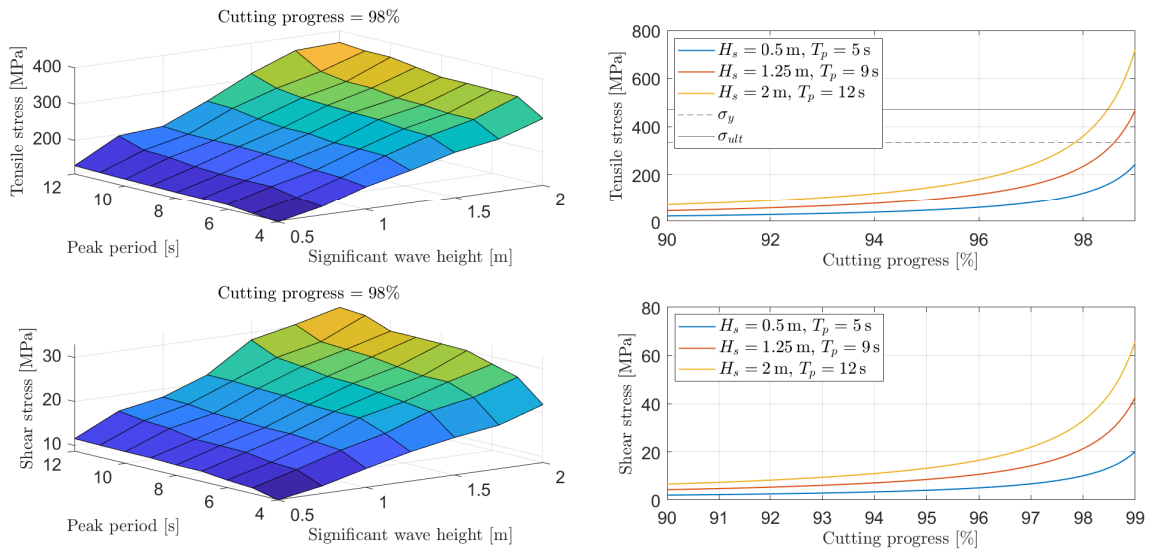 Cutting progress = 98%
Tensile stress [MPa]
400
300
200
12
10
8
6
4
0.5
1
1.5
2
Peak period [s]
Significant wave height [m]
Tensile stress [MPa]
800
600
400
200
0
H_s = 0.5 m, T_p = 5 s
H_s = 1.25 m, T_p = 9 s
H_s = 2 m, T_p = 12 s
σ_y
σ_ult
90
92
94
96
98
Cutting progress [%]
Cutting progress = 98%
Shear stress [MPa]
30
20
10
12
10
8
6
4
0.5
1
1.5
2
Peak period [s]
Significant wave height [m]
Shear stress [MPa]
80
60
40
20
0
H_s = 0.5 m, T_p = 5 s
H_s = 1.25 m, T_p = 9 s
H_s = 2 m, T_p = 12 s
90
91
92
93
94
95
96
97
98
99
Cutting progress [%]